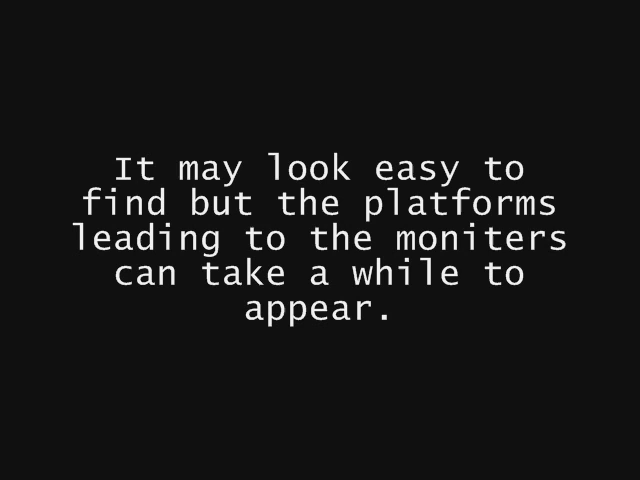 It may look easy to
find but the platforms
leading to the moniters
can take a while to
appear.